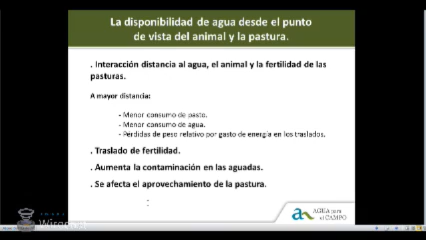 La disponibilidad de agua desde el punto
de vista del animal y la pastura.
. Interacción distancia al agua, el animal y la fertilidad de las
pasturas.
A mayor distancia:
- Menor consumo de pasto.
- Menor consumo de agua.
- Pérdidas de peso relativo por gasto de energía en los traslados.
. Traslado de fertilidad.
. Aumenta la contaminación en las aguadas.
. Se afecta el aprovechamiento de la pastura.
AGUA para
el CAMPO